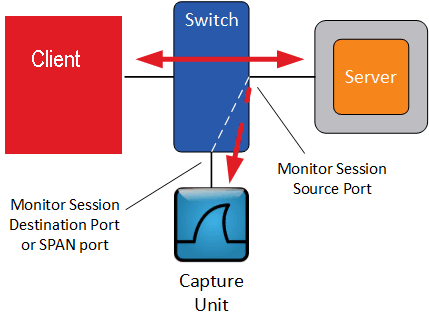 Switch
Client
Server
Monitor Session
Source Port
Monitor Session
Destination Port
or SPAN port
Capture
Unit